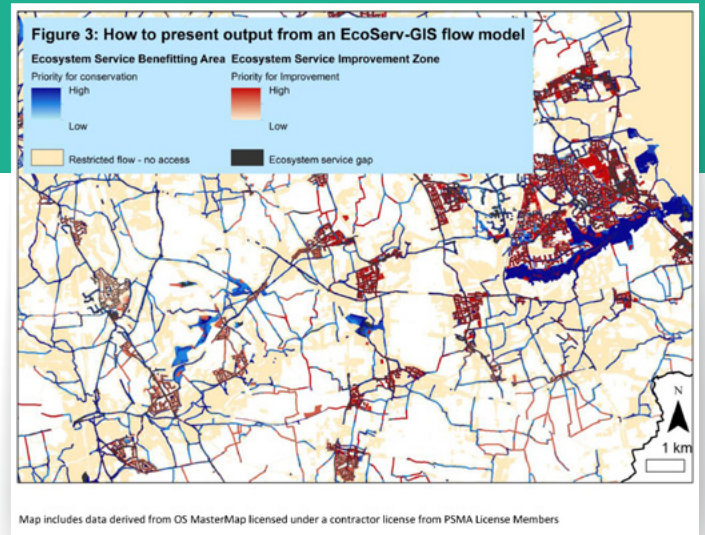 Figure 3: How to present output from an EcoServ-GIS flow model
Ecosystem Service Benefitting Area Ecosystem Service Improvement Zone
Priority for conservation Priority for Improvement
High High
Low Low
Restricted flow - no access Ecosystem service gap
N
1 km
Map includes data derived from OS MasterMap licensed under a contractor license from PSMA License Members